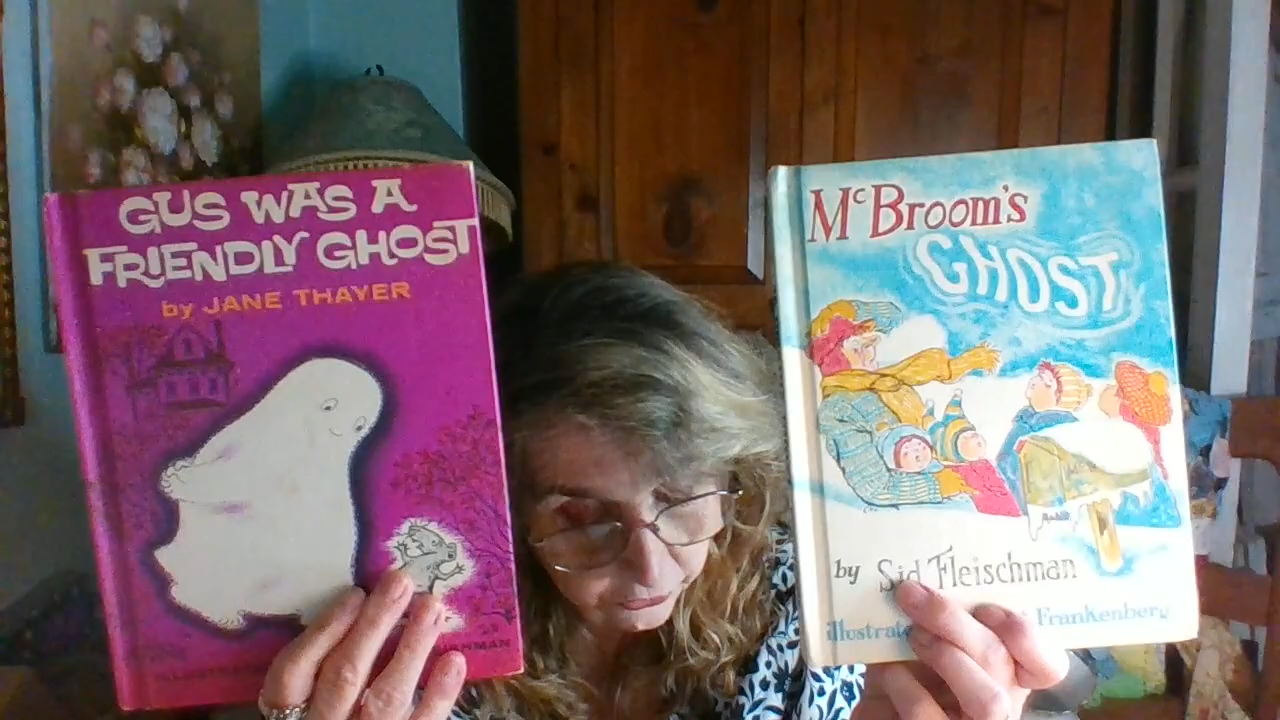 GUS WAS A
FRIENDLY GHOST
by JANE THAYER
McBroom's
GHOST
by Sid Fleischman
Frankenberg